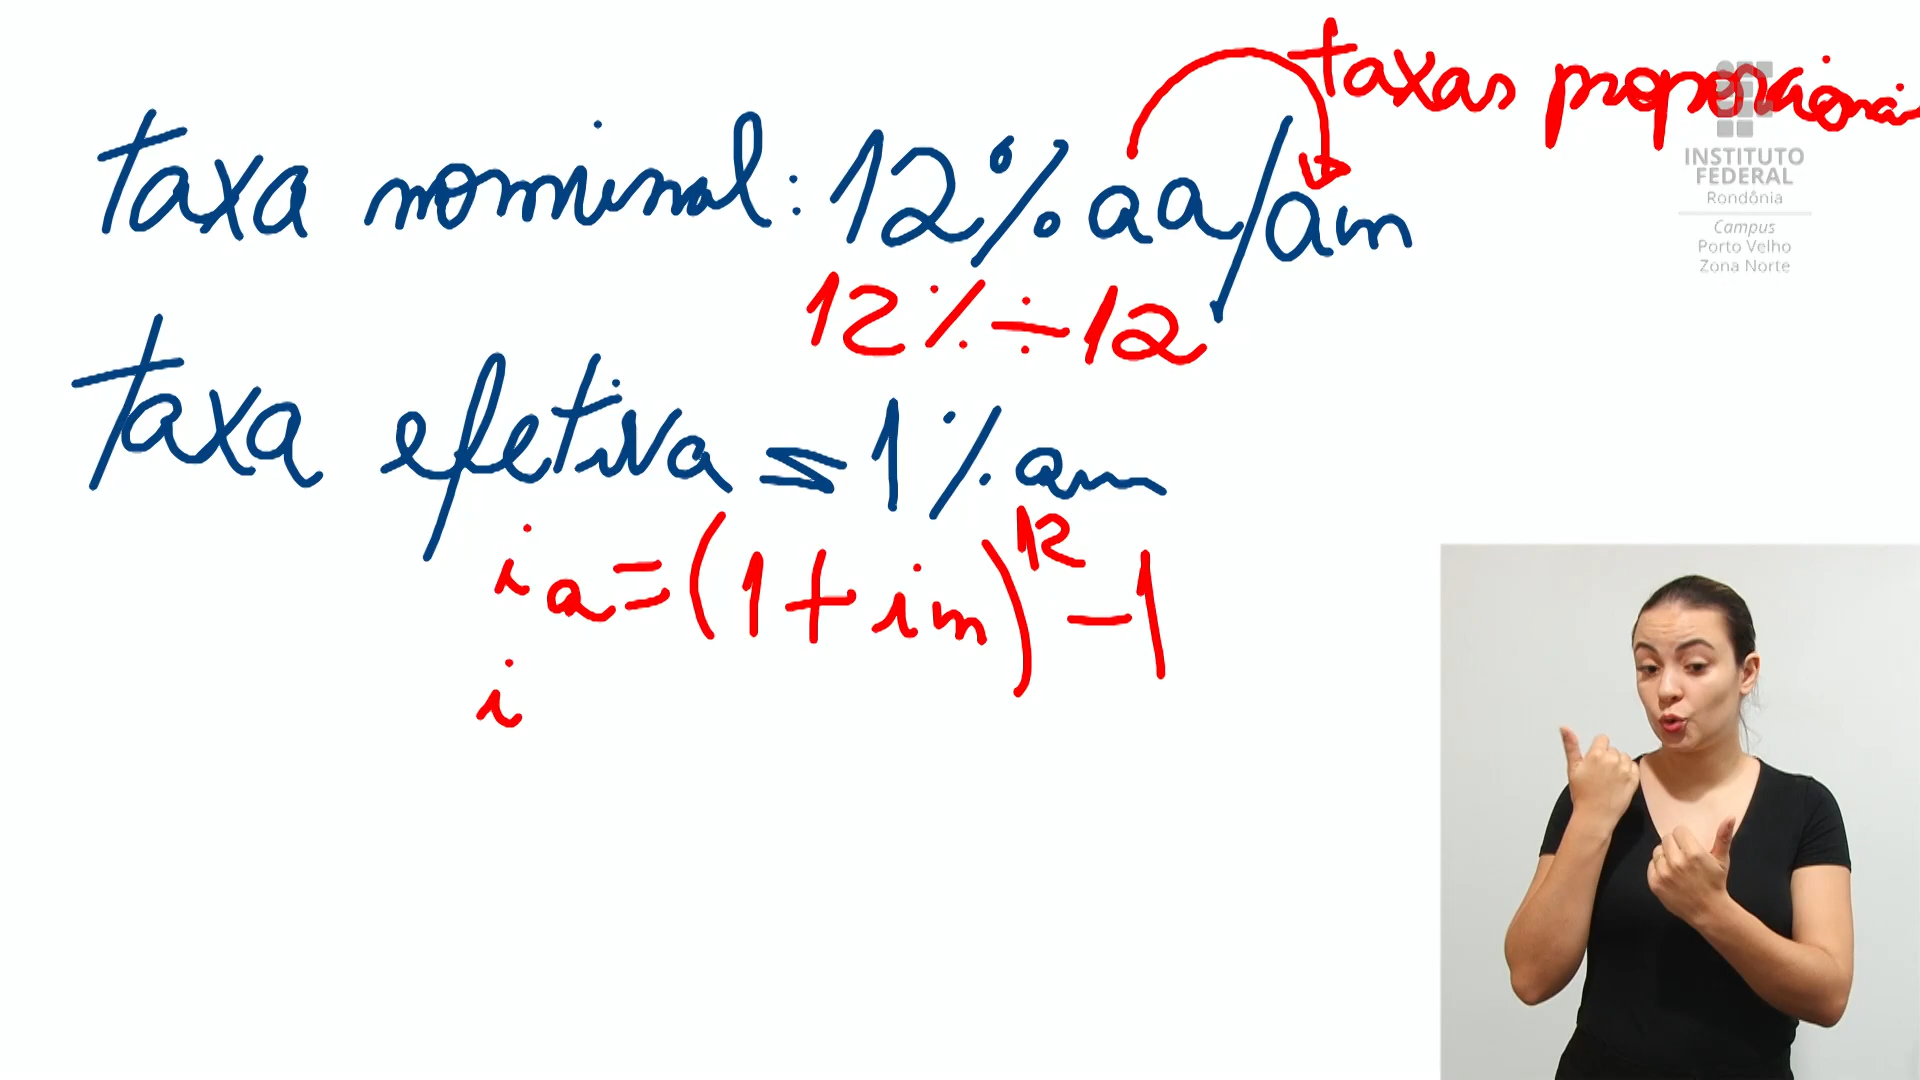 taxas proporcionais
taxa nominal: 12% aa/am
12% ÷ 12
taxa efetiva = 1% am
ia = (1 + im)^12 - 1
i
INSTITUTO
FEDERAL
Rondônia
Campus
Porto Velho
Zona Norte